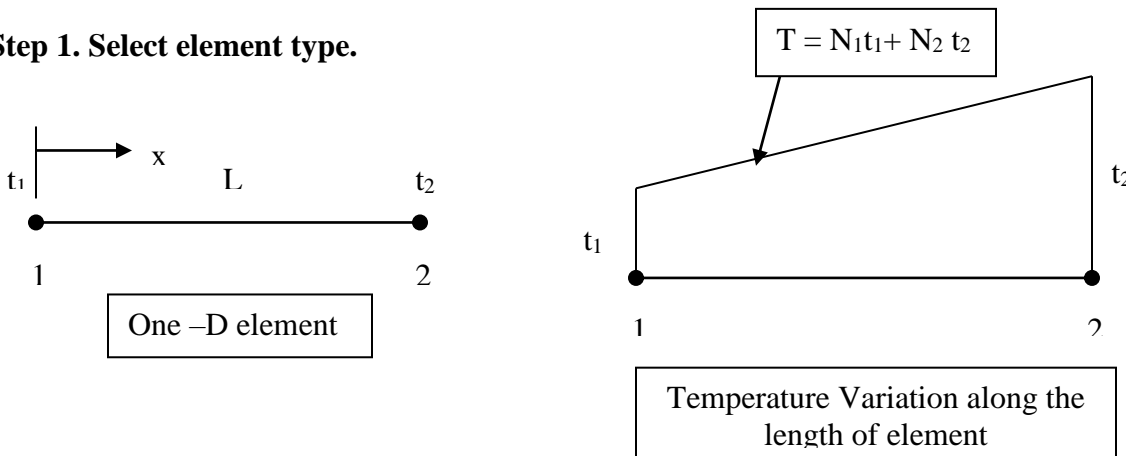 Step 1. Select element type.
T = N₁t₁+ N₂ t₂
x
t₁ L t₂
1 2
One –D element
t₁ t₂
1 2
Temperature Variation along the
length of element